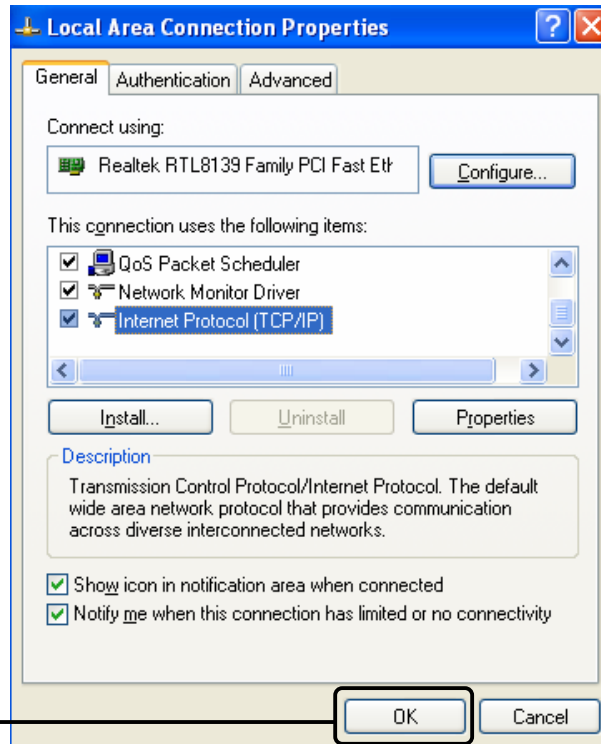 Local Area Connection Properties
General Authentication Advanced
Connect using:
Realtek RTL8139 Family PCI Fast Eth
Configure...
This connection uses the following items:
QoS Packet Scheduler
Network Monitor Driver
Internet Protocol (TCP/IP)
Install... Uninstall Properties
Description
Transmission Control Protocol/Internet Protocol. The default
wide area network protocol that provides communication
across diverse interconnected networks.
Show icon in notification area when connected
Notify me when this connection has limited or no connectivity
OK Cancel